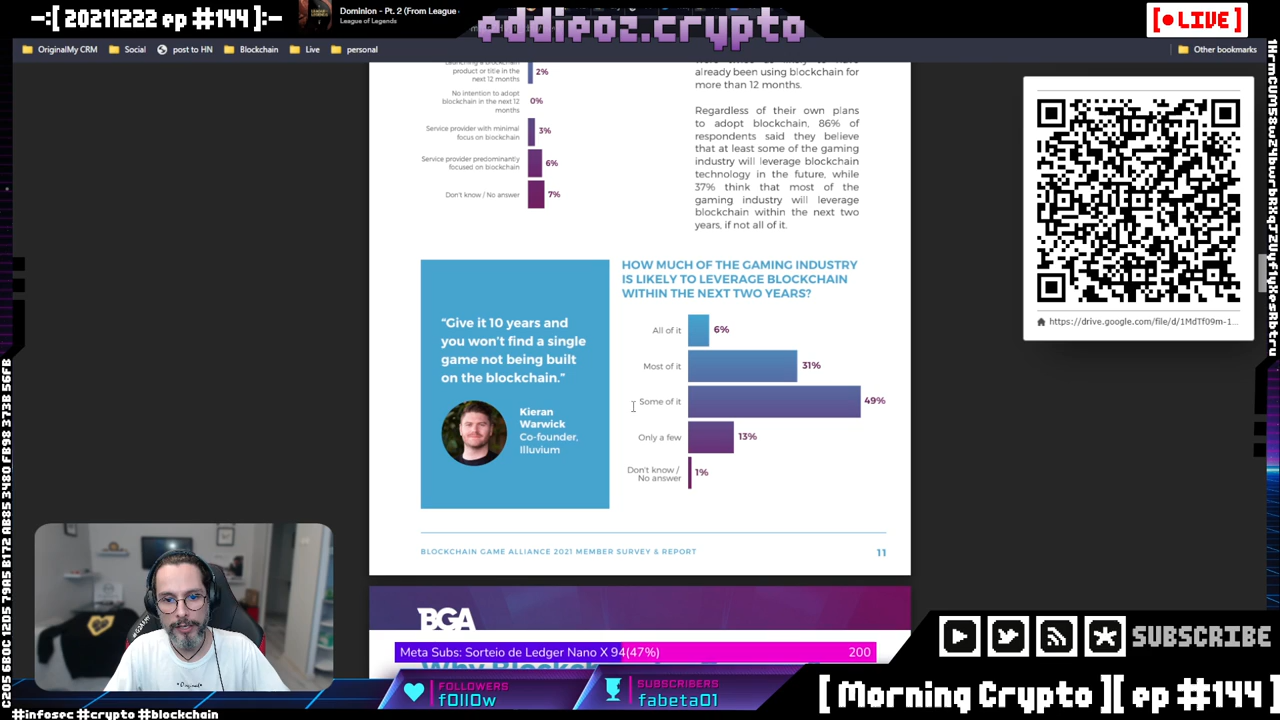 -:[ 20211222 ep #144 ]:-
Dominion - Pt. 2 (From League -
League of Legends
eddieoz.crypto
[•LIVE]
OriginalMy CRM
Social
post to HN
Blockchain
Live
personal
Other bookmarks
product or title in the
next 12 months
2%
No intention to adopt
blockchain in the next 12
months
0%
Service provider with minimal
focus on blockchain
3%
Service provider predominantly
focused on blockchain
6%
Don't know / No answer
7%
already been using blockchain for
more than 12 months.
Regardless of their own plans
to adopt blockchain, 86% of
respondents said they believe
that at least some of the gaming
industry will leverage blockchain
technology in the future, while
37% think that most of the
gaming industry will leverage
blockchain within the next two
years, if not all of it.
https://drive.google.com/file/d/1MdTf09m-1...
"Give it 10 years and
you won't find a single
game not being built
on the blockchain."
Kieran
Warwick
Co-founder,
Illuvium
HOW MUCH OF THE GAMING INDUSTRY
IS LIKELY TO LEVERAGE BLOCKCHAIN
WITHIN THE NEXT TWO YEARS?
All of it
6%
Most of it
31%
Some of it
49%
Only a few
13%
Don't know /
No answer
1%
BLOCKCHAIN GAME ALLIANCE 2021 MEMBER SURVEY & REPORT
11
BGA
Meta Subs: Sorteio de Ledger Nano X 94(47%)
200
SUBSCRIBE
FOLLOWERS
f0ll0w
SUBSCRIBERS
fabeta01
[ Morning Crypto ][ ep #144 ]
#infosec #crypto #blockchain